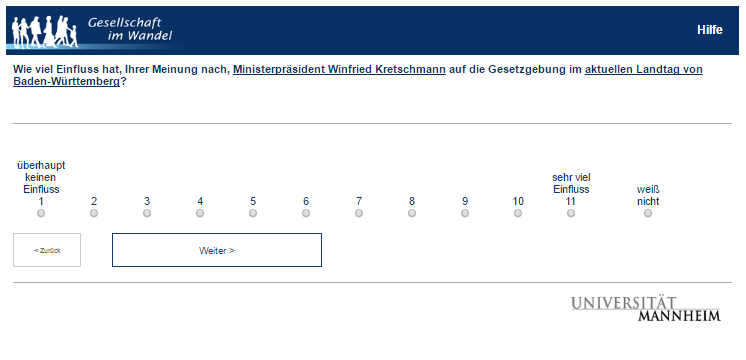 Gesellschaft
im Wandel
Hilfe
Wie viel Einfluss hat, Ihrer Meinung nach, Ministerpräsident Winfried Kretschmann auf die Gesetzgebung im aktuellen Landtag von
Baden-Württemberg?
überhaupt
keinen
Einfluss
sehr viel
Einfluss
weiß
nicht
1 2 3 4 5 6 7 8 9 10 11
< Zurück
Weiter >
UNIVERSITÄT
MANNHEIM